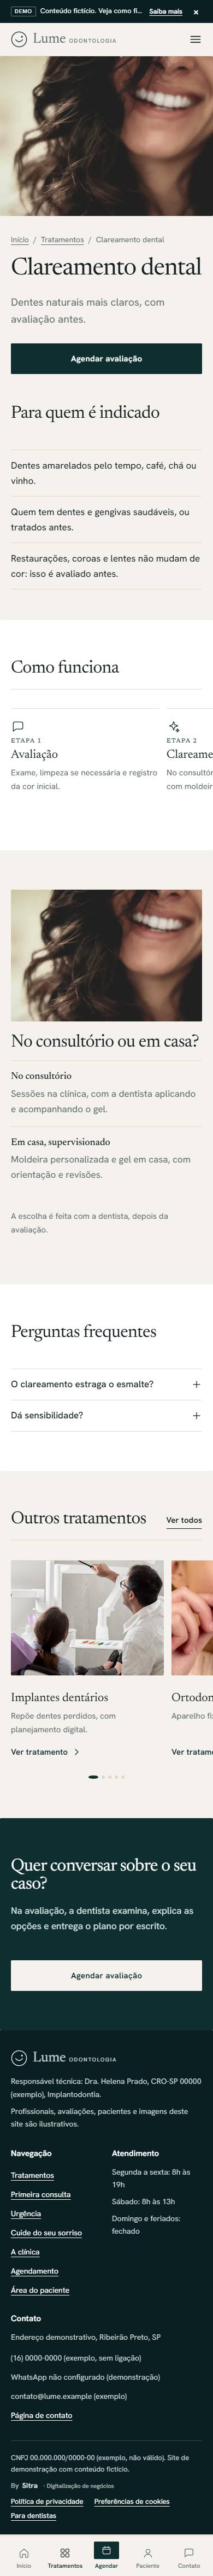 DEMO Conteúdo fictício. Veja como fi... Saiba mais ×
Lume ODONTOLOGIA
Início / Tratamentos / Clareamento dental
Clareamento dental
Dentes naturais mais claros, com
avaliação antes.
Agendar avaliação
Para quem é indicado
Dentes amarelados pelo tempo, café, chá ou
vinho.
Quem tem dentes e gengivas saudáveis, ou
tratados antes.
Restaurações, coroas e lentes não mudam de
cor: isso é avaliado antes.
Como funciona
ETAPA 1
Avaliação
Exame, limpeza se necessária e registro
da cor inicial.
ETAPA 2
Clareame
No consultór
com moldeir
No consultório ou em casa?
No consultório
Sessões na clínica, com a dentista aplicando
e acompanhando o gel.
Em casa, supervisionado
Moldeira personalizada e gel em casa, com
orientação e revisões.
A escolha é feita com a dentista, depois da
avaliação.
Perguntas frequentes
O clareamento estraga o esmalte?
Dá sensibilidade?
Outros tratamentos
Ver todos
Implantes dentários
Repõe dentes perdidos, com
planejamento digital.
Ver tratamento
Ortodon
Aparelho fix
Ver tratame
Quer conversar sobre o seu
caso?
Na avaliação, a dentista examina, explica as
opções e entrega o plano por escrito.
Agendar avaliação
Lume ODONTOLOGIA
Responsável técnica: Dra. Helena Prado, CRO-SP 00000
(exemplo), Implantodontia.
Profissionais, avaliações, pacientes e imagens deste
site são ilustrativos.
Navegação
Tratamentos
Primeira consulta
Urgência
Cuide do seu sorriso
A clínica
Agendamento
Área do paciente
Atendimento
Segunda a sexta: 8h às
19h
Sábado: 8h às 13h
Domingo e feriados:
fechado
Contato
Endereço demonstrativo, Ribeirão Preto, SP
(16) 0000-0000 (exemplo, sem ligação)
WhatsApp não configurado (demonstração)
contato@lume.example (exemplo)
Página de contato
CNPJ 00.000.000/0000-00 (exemplo, não válido). Site de
demonstração com conteúdo fictício.
By Sitra · Digitalização de negócios
Política de privacidade Preferências de cookies
Para dentistas
Início Tratamentos Agendar Paciente Contato